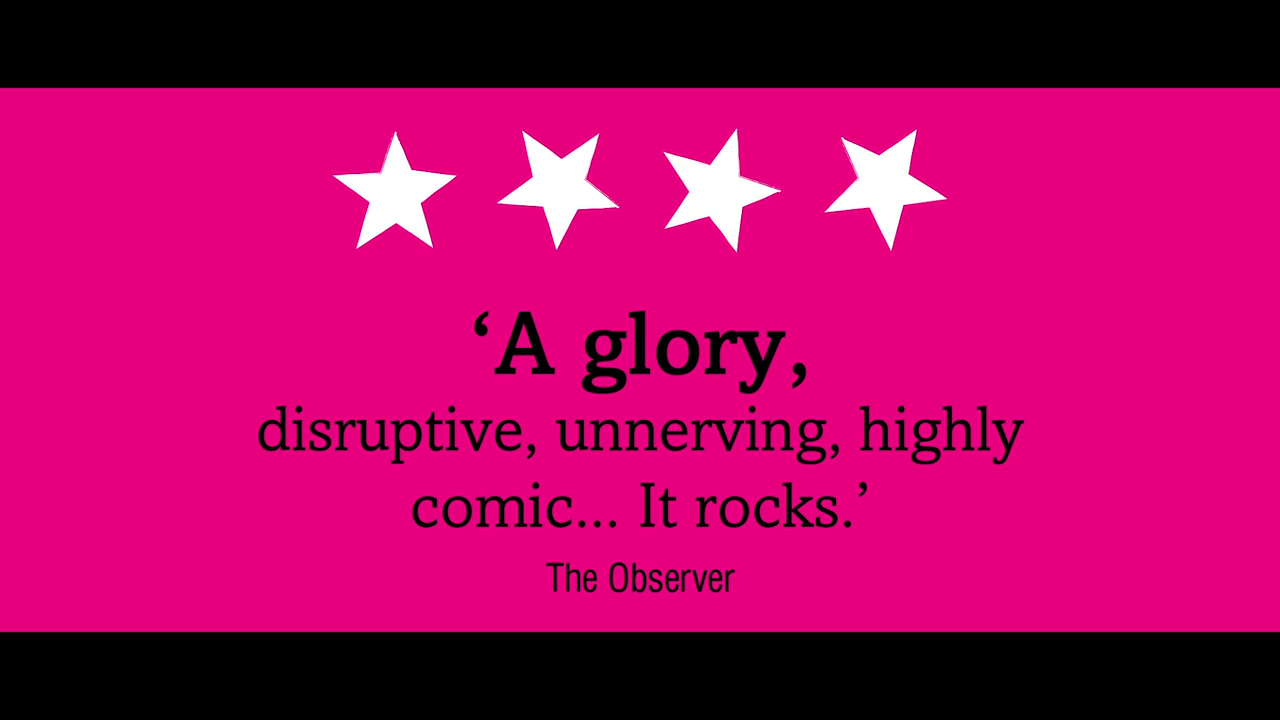 ‘A glory,
disruptive, unnerving, highly
comic... It rocks.’
The Observer